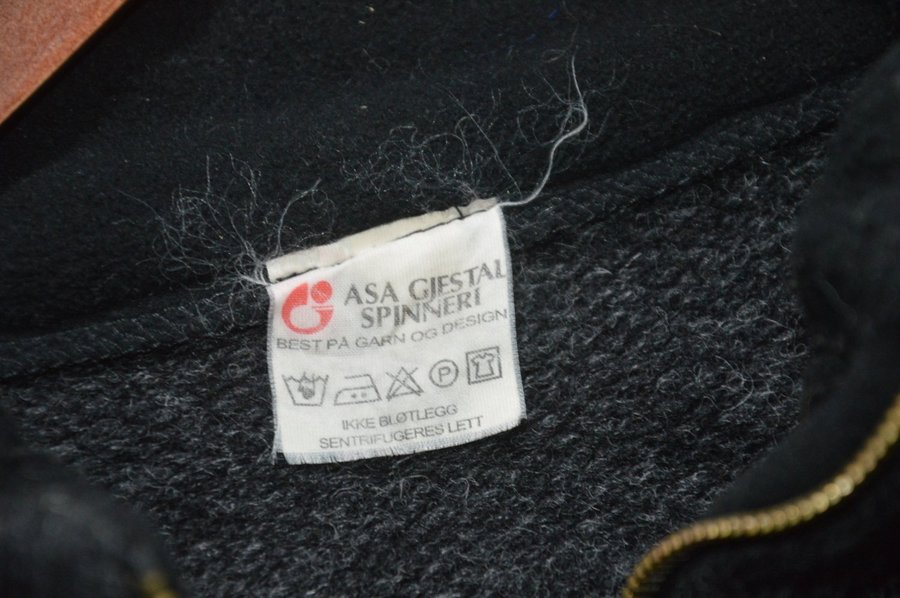 ASA GJESTAL
SPINNERI
BEST PÅ GARN OG DESIGN
P
IKKE BLØTLEGG
SENTRIFUGERES LETT